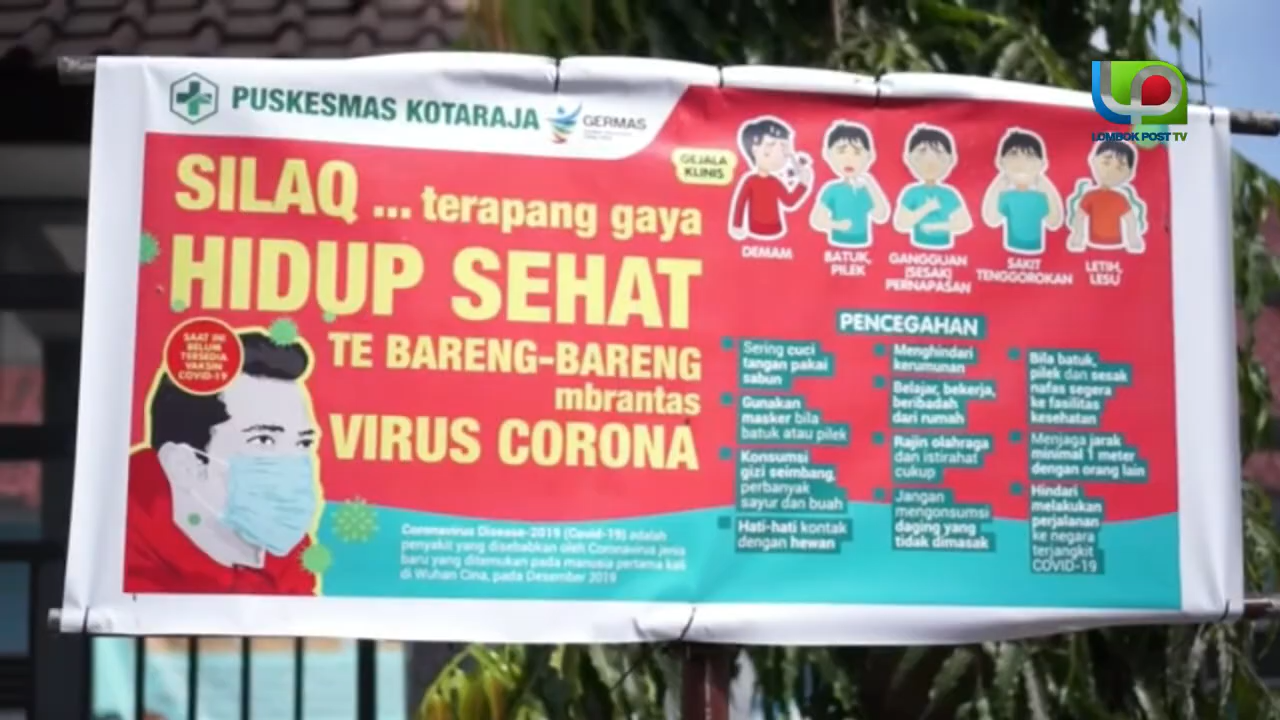 PUSKESMAS KOTARAJA
GERMAS
LOMBOK POST TV
SILAQ ... terapang gaya
HIDUP SEHAT
TE BARENG-BARENG
mbrantas
VIRUS CORONA
SAAT INI
BELUM
TERSEDIA
VAKSIN
COVID-19
Coronavirus Disease-2019 (Covid-19) adalah
penyakit yang disebabkan oleh Coronavirus jenis
baru yang ditemukan pada manusia pertama kali
di Wuhan Cina, pada Desember 2019
GEJALA
KLINIS
DEMAM
BATUK,
PILEK
GANGGUAN
(SESAK)
PERNAPASAN
SAKIT
TENGGOROKAN
LETIH,
LESU
PENCEGAHAN
Sering cuci
tangan pakai
sabun
Gunakan
masker bila
batuk atau pilek
Konsumsi
gizi seimbang,
perbanyak
sayur dan buah
Hati-hati kontak
dengan hewan
Menghindari
kerumunan
Belajar, bekerja,
beribadah
dari rumah
Rajin olahraga
dan istirahat
cukup
Jangan
mengonsumsi
daging yang
tidak dimasak
Bila batuk,
pilek dan sesak
nafas segera
ke fasilitas
kesehatan
Menjaga jarak
minimal 1 meter
dengan orang lain
Hindari
melakukan
perjalanan
ke negara
terjangkit
COVID-19